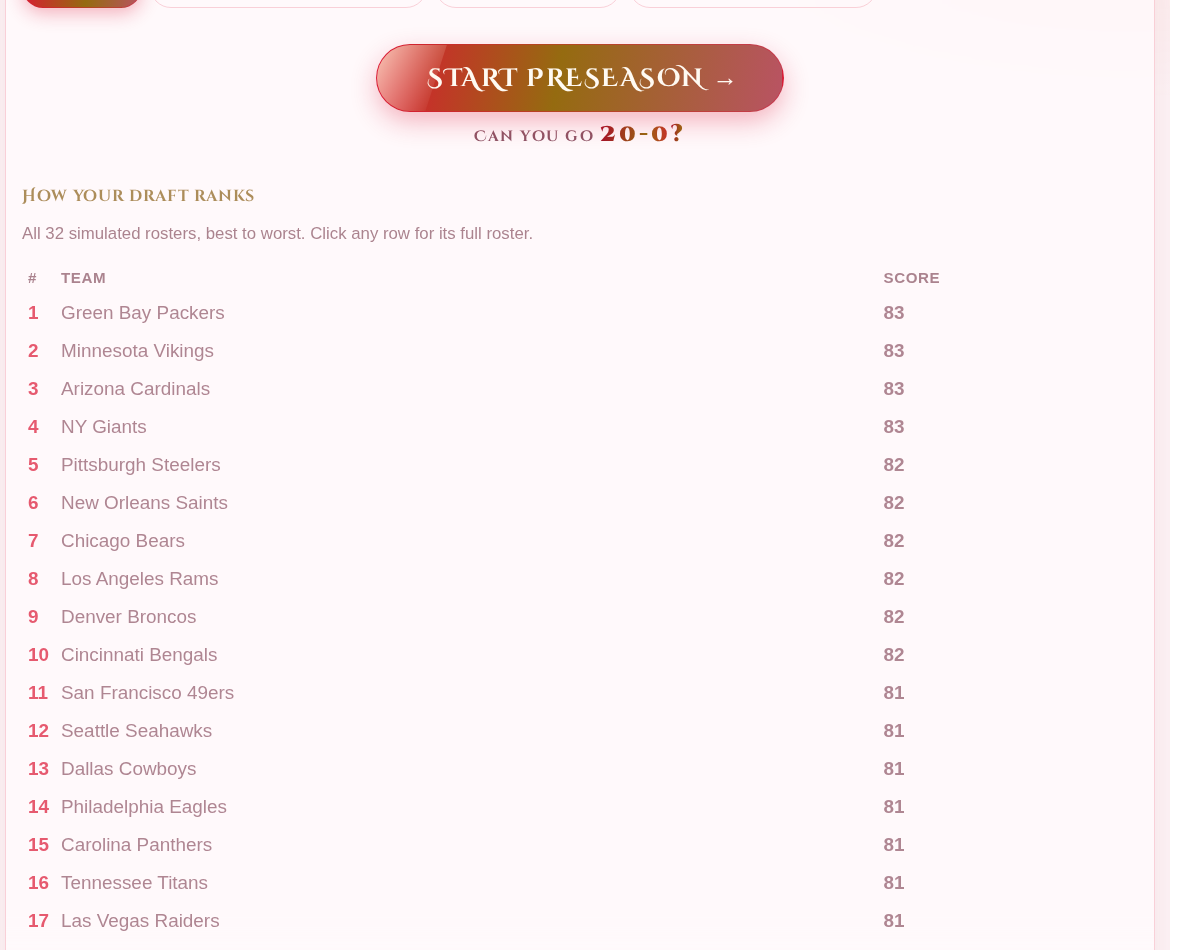 START PRESEASON →
CAN YOU GO 20-0?
HOW YOUR DRAFT RANKS
All 32 simulated rosters, best to worst. Click any row for its full roster.
# TEAM SCORE
1 Green Bay Packers 83
2 Minnesota Vikings 83
3 Arizona Cardinals 83
4 NY Giants 83
5 Pittsburgh Steelers 82
6 New Orleans Saints 82
7 Chicago Bears 82
8 Los Angeles Rams 82
9 Denver Broncos 82
10 Cincinnati Bengals 82
11 San Francisco 49ers 81
12 Seattle Seahawks 81
13 Dallas Cowboys 81
14 Philadelphia Eagles 81
15 Carolina Panthers 81
16 Tennessee Titans 81
17 Las Vegas Raiders 81